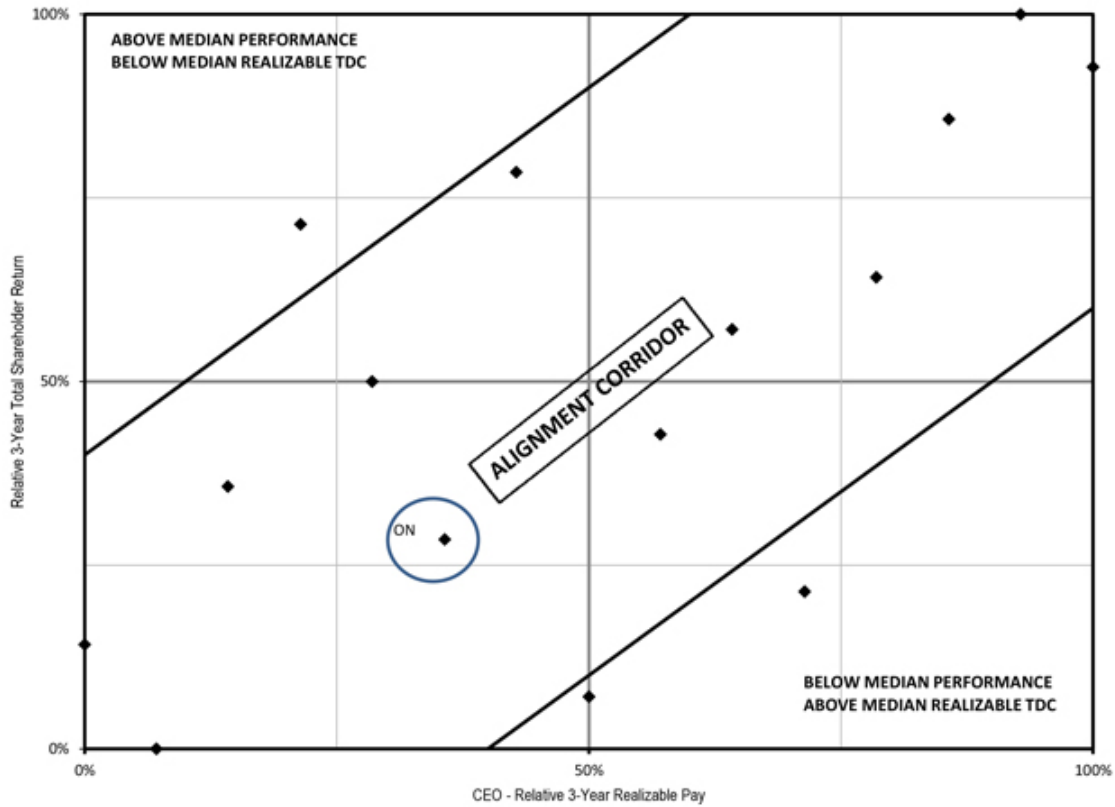 100%
ABOVE MEDIAN PERFORMANCE
BELOW MEDIAN REALIZABLE TDC
Relative 3-Year Total Shareholder Return
ALIGNMENT CORRIDOR
50%
ON
BELOW MEDIAN PERFORMANCE
ABOVE MEDIAN REALIZABLE TDC
0%
0%
50%
100%
CEO - Relative 3-Year Realizable Pay